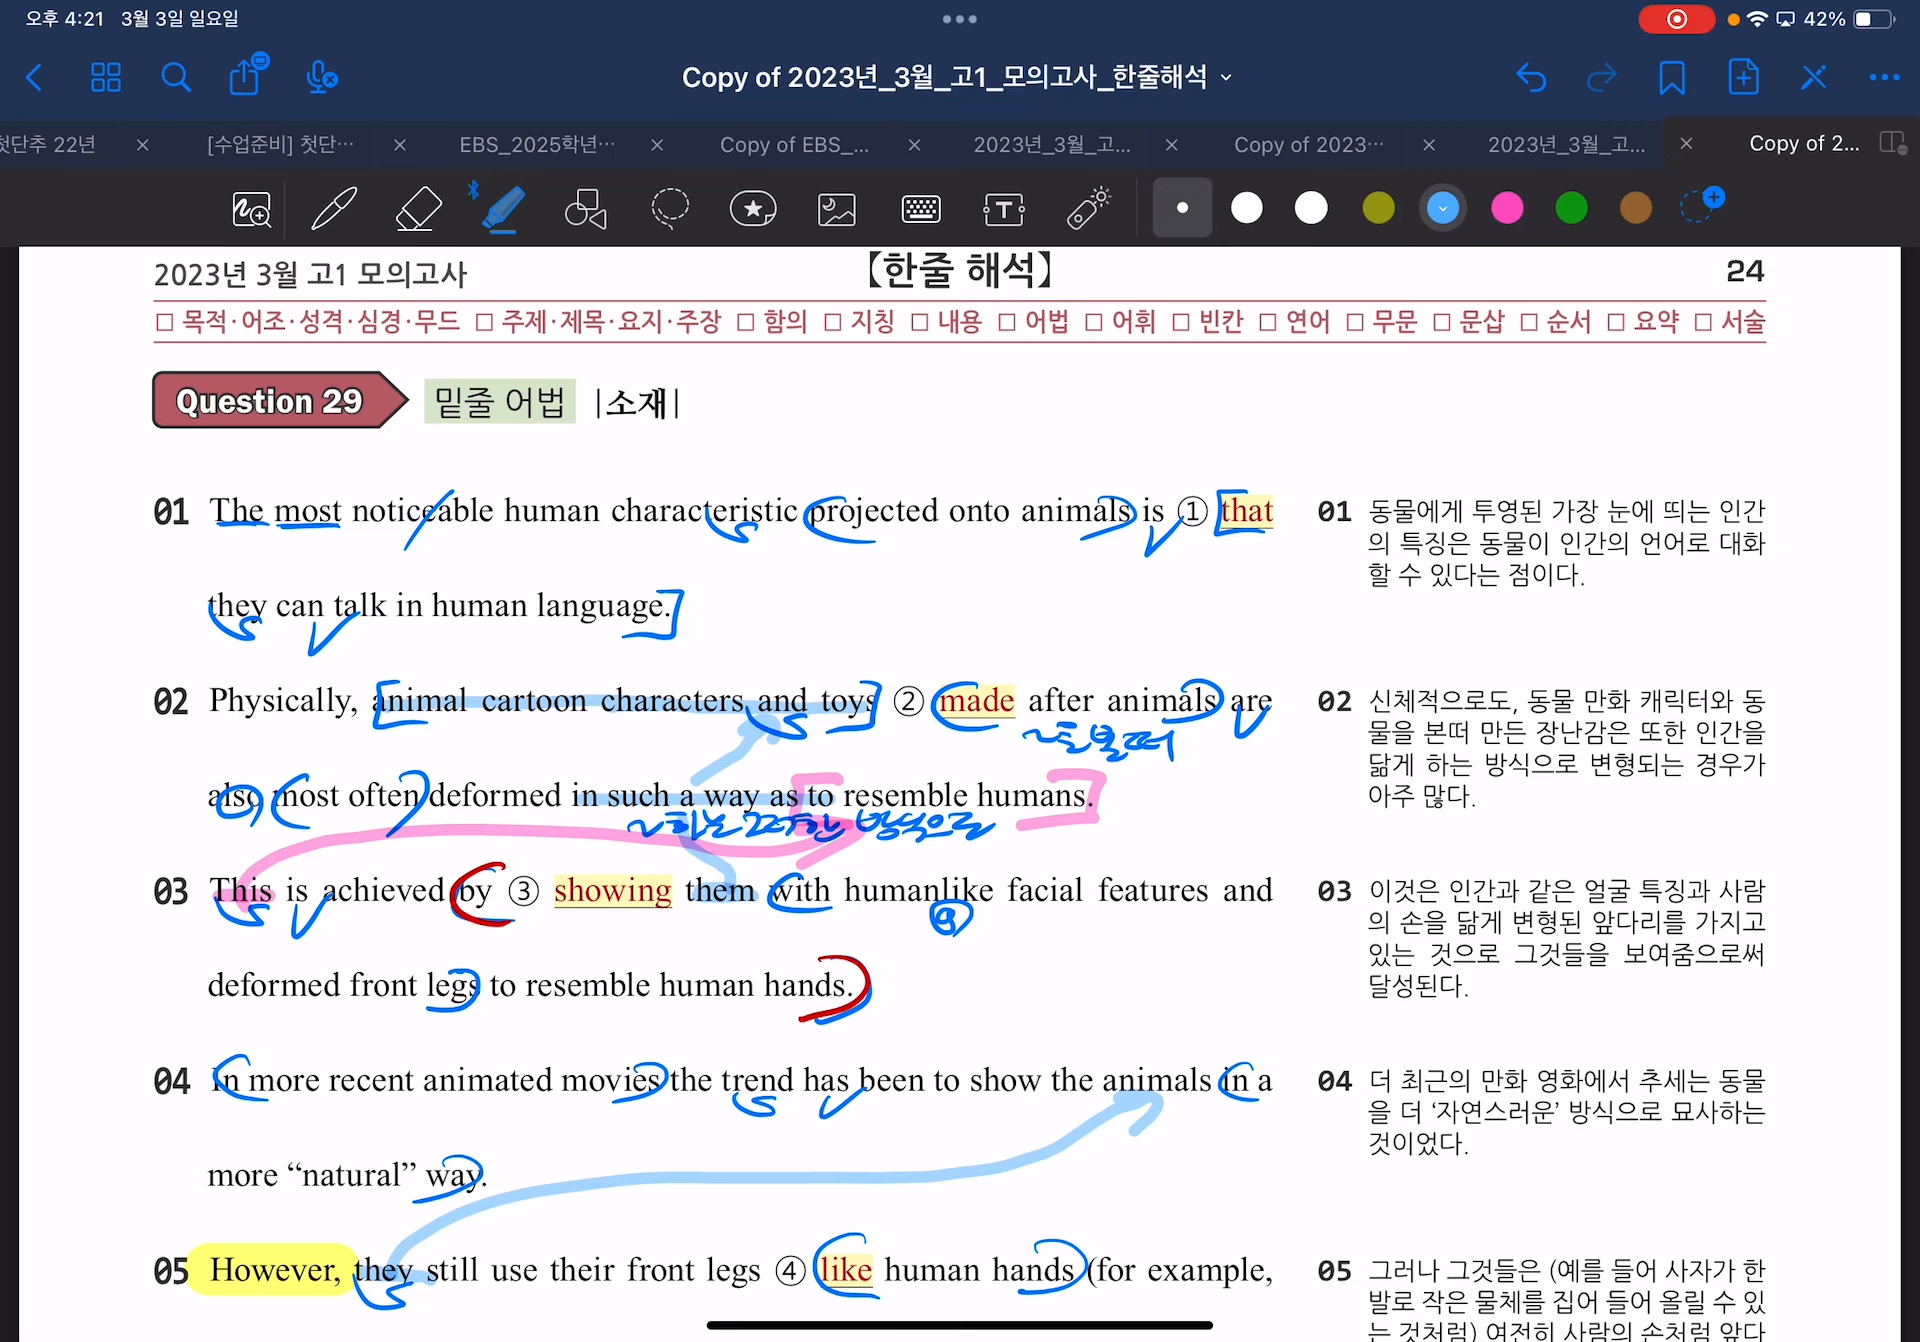 오후 4:21 3월 3일 일요일
42%
Copy of 2023년_3월_고1_모의고사_한줄해석
첫단추 22년
[수업준비] 첫단…
EBS_2025학년…
Copy of EBS_...
2023년_3월_고...
Copy of 2023…
2023년_3월_고...
Copy of 2...
2023년 3월 고1 모의고사
【한줄 해석】
24
□ 목적·어조·성격·심경·무드 □ 주제·제목·요지·주장 □ 함의 □ 지칭 □ 내용 □ 어법 □ 어휘 □ 빈칸 □ 연어 □ 무문 □ 문삽 □ 순서 □ 요약 □ 서술
Question 29 밑줄 어법 |소재|
01 The most noticeable human characteristic projected onto animals is ① that
they can talk in human language.
01 동물에게 투영된 가장 눈에 띄는 인간
의 특징은 동물이 인간의 언어로 대화
할 수 있다는 점이다.
02 Physically, animal cartoon characters and toys ② made after animals are
~를 본떠
also most often deformed in such a way as to resemble humans.
~하는 그러한 방식으로
02 신체적으로도, 동물 만화 캐릭터와 동
물을 본떠 만든 장난감은 또한 인간을
닮게 하는 방식으로 변형되는 경우가
아주 많다.
03 This is achieved by ③ showing them with humanlike facial features and
deformed front legs to resemble human hands.
03 이것은 인간과 같은 얼굴 특징과 사람
의 손을 닮게 변형된 앞다리를 가지고
있는 것으로 그것들을 보여줌으로써
달성된다.
04 In more recent animated movies the trend has been to show the animals in a
more “natural” way.
04 더 최근의 만화 영화에서 추세는 동물
을 더 ‘자연스러운’ 방식으로 묘사하는
것이었다.
05 However, they still use their front legs ④ like human hands (for example,
05 그러나 그것들은 (예를 들어 사자가 한
발로 작은 물체를 집어 들어 올릴 수 있
는 것처럼) 여전히 사람의 손처럼 앞다